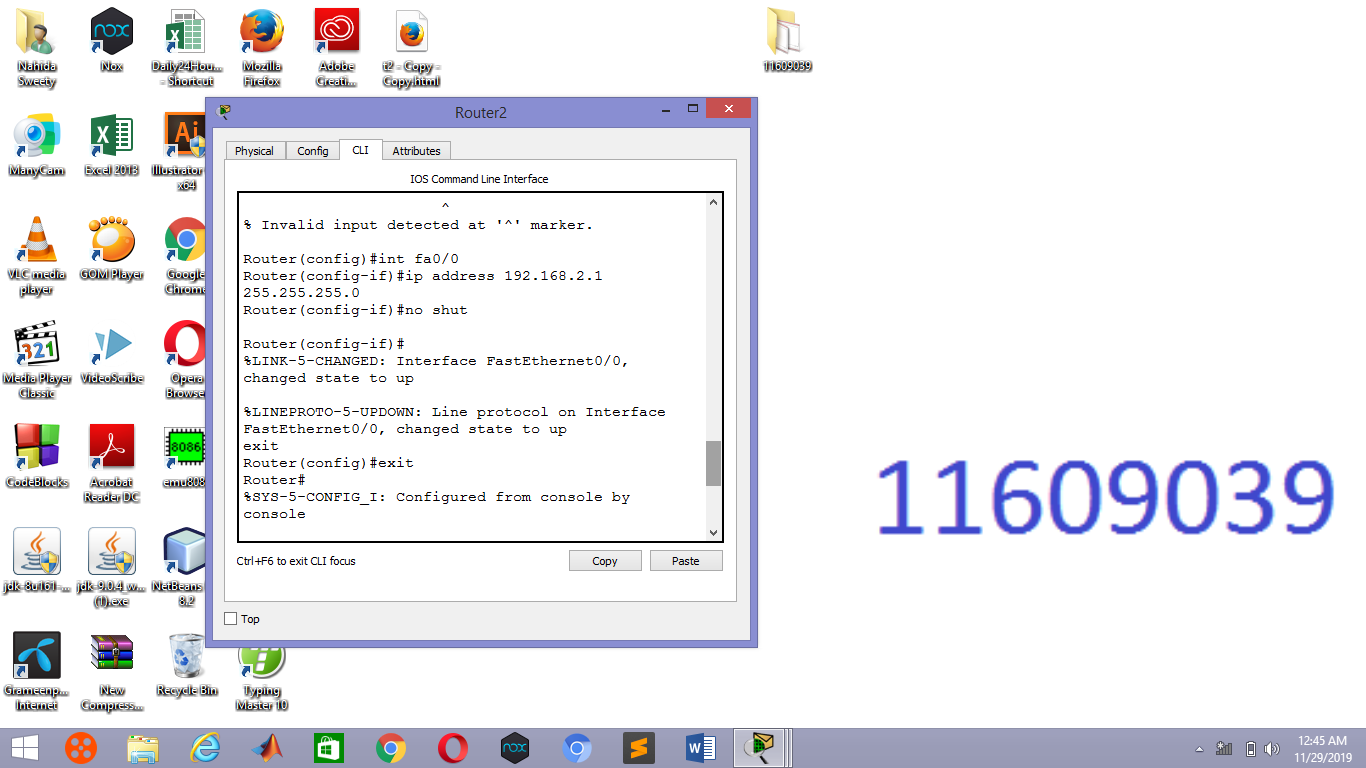 Nahida
Sweety
Nox
Daily24Hou...
- Shortcut
Mozilla
Firefox
Adobe
Creati...
t2 - Copy -
Copy.html
11609039
ManyCam
Excel 2013
Illustrator
x64
VLC media
player
GOM Player
Google
Chrome
Media Player
Classic
VideoScribe
Opera
Browse
CodeBlocks
Acrobat
Reader DC
8086
emu808
jdk-8u161-...
jdk-9.0.4_w...
(1).exe
NetBeans
8.2
Grameenp...
Internet
New
Compress...
Recycle Bin
Typing
Master 10
Router2
Physical
Config
CLI
Attributes
IOS Command Line Interface
^
% Invalid input detected at '^' marker.
Router(config)#int fa0/0
Router(config-if)#ip address 192.168.2.1
255.255.255.0
Router(config-if)#no shut
Router(config-if)#
%LINK-5-CHANGED: Interface FastEthernet0/0,
changed state to up
%LINEPROTO-5-UPDOWN: Line protocol on Interface
FastEthernet0/0, changed state to up
exit
Router(config)#exit
Router#
%SYS-5-CONFIG_I: Configured from console by
console
Ctrl+F6 to exit CLI focus
Copy
Paste
Top
11609039
12:45 AM
11/29/2019